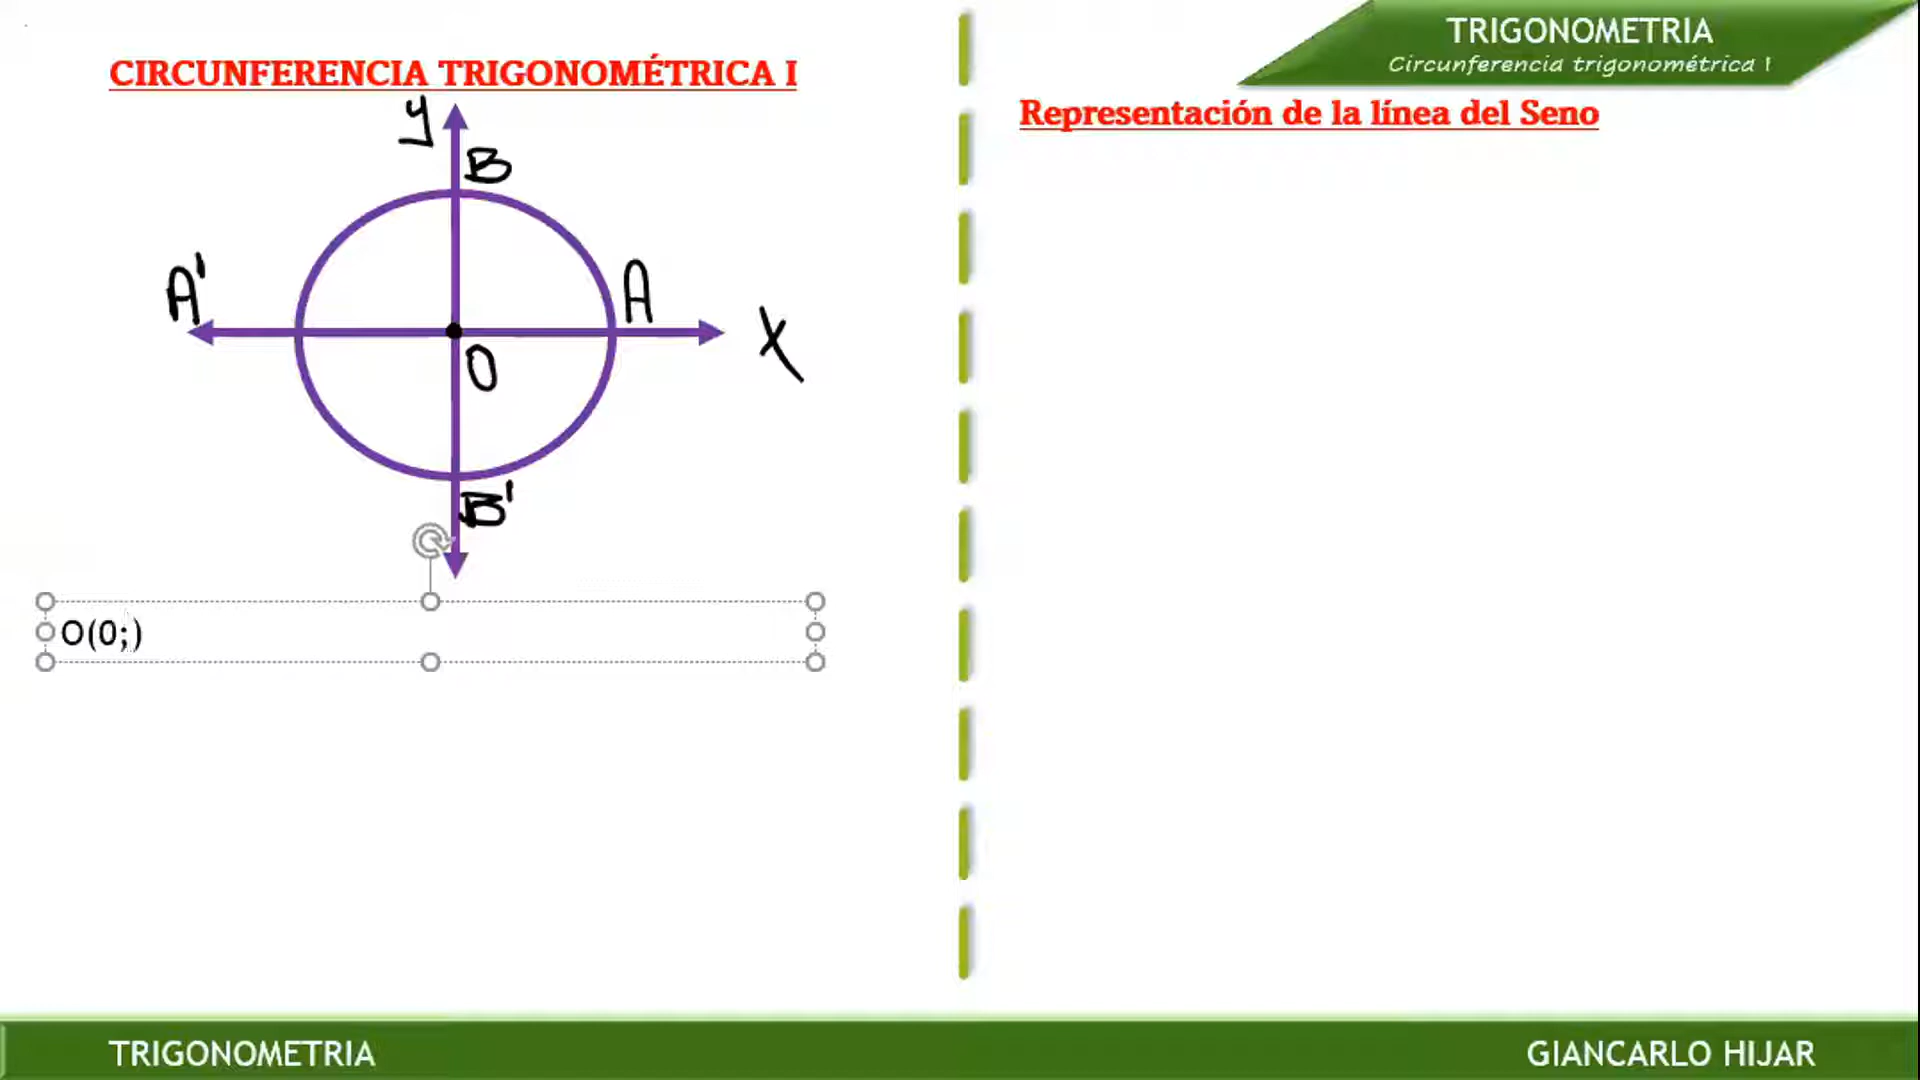 CIRCUNFERENCIA TRIGONOMÉTRICA I
y
B
A'
A
X
O
B'
O(0;)
TRIGONOMETRIA
Circunferencia trigonométrica I
Representación de la línea del Seno
TRIGONOMETRIA
GIANCARLO HIJAR